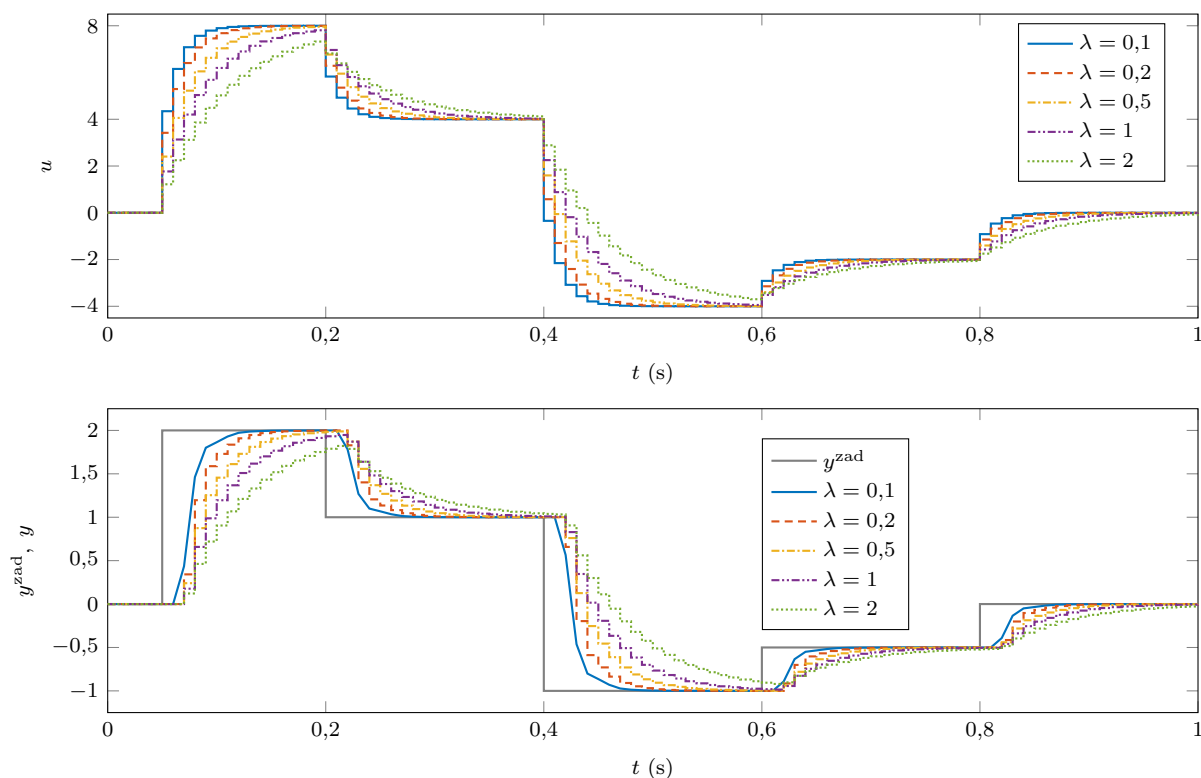 8
4
2
0
−2
−4
u
0
0,2
0,4
0,6
0,8
1
t (s)
λ = 0,1
λ = 0,2
λ = 0,5
λ = 1
λ = 2
2
1,5
1
0,5
0
−0,5
−1
y^zad , y
0
0,2
0,4
0,6
0,8
1
t (s)
y^zad
λ = 0,1
λ = 0,2
λ = 0,5
λ = 1
λ = 2